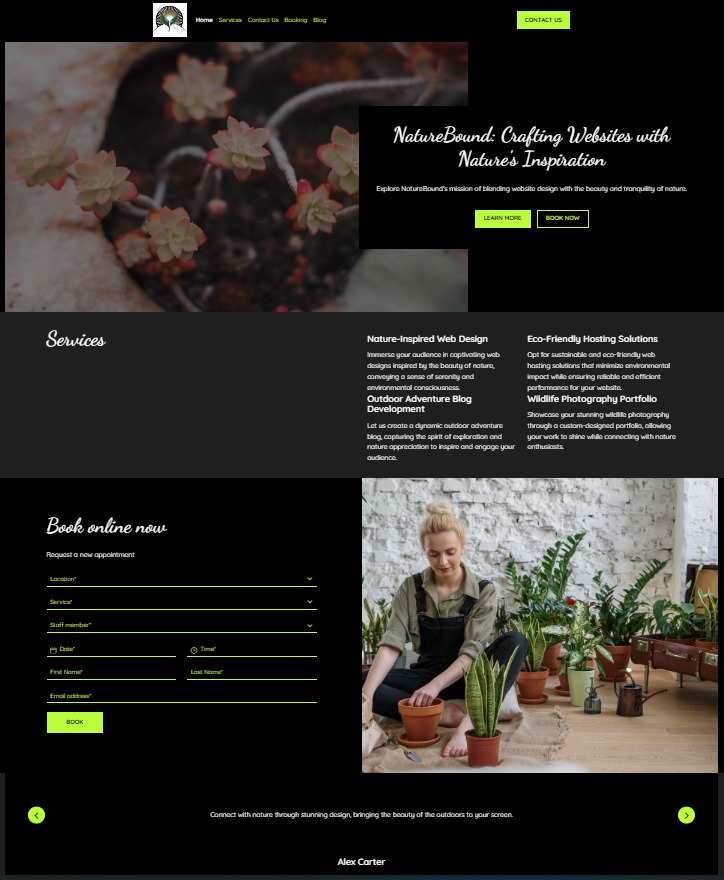 Home Services Contact Us Booking Blog
CONTACT US
NatureBound: Crafting Websites with
Nature's Inspiration
Explore NatureBound's mission of blending website design with the beauty and tranquility of nature.
LEARN MORE
BOOK NOW
Services
Nature-Inspired Web Design
Immerse your audience in captivating web
designs inspired by the beauty of nature,
conveying a sense of serenity and
environmental consciousness.
Eco-Friendly Hosting Solutions
Opt for sustainable and eco-friendly web
hosting solutions that minimize environmental
impact while ensuring reliable and efficient
performance for your website.
Outdoor Adventure Blog
Development
Let us create a dynamic outdoor adventure
blog, capturing the spirit of exploration and
nature appreciation to inspire and engage your
audience.
Wildlife Photography Portfolio
Showcase your stunning wildlife photography
through a custom-designed portfolio, allowing
your work to shine while connecting with nature
enthusiasts.
Book online now
Request a new appointment
Location*
Service*
Staff member*
Date*
Time*
First Name*
Last Name*
Email address*
BOOK
Connect with nature through stunning design, bringing the beauty of the outdoors to your screen.
Alex Carter